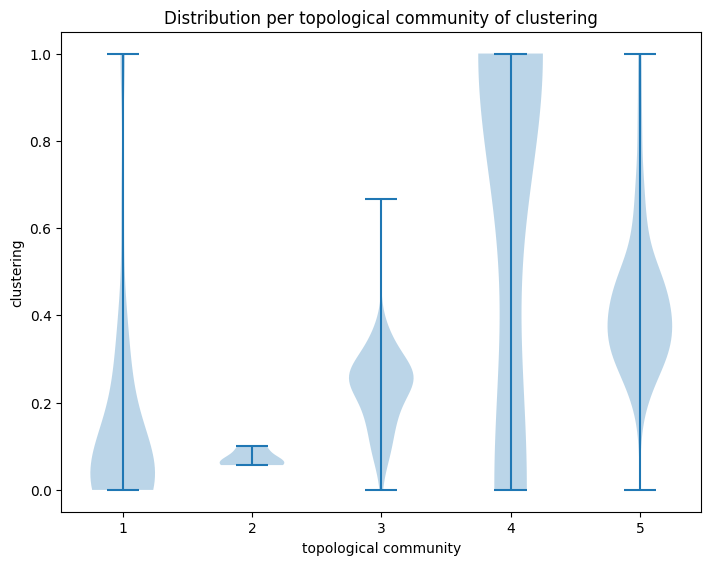 Distribution per topological community of clustering
1.0
0.8
0.6
0.4
0.2
0.0
clustering
1 2 3 4 5
topological community